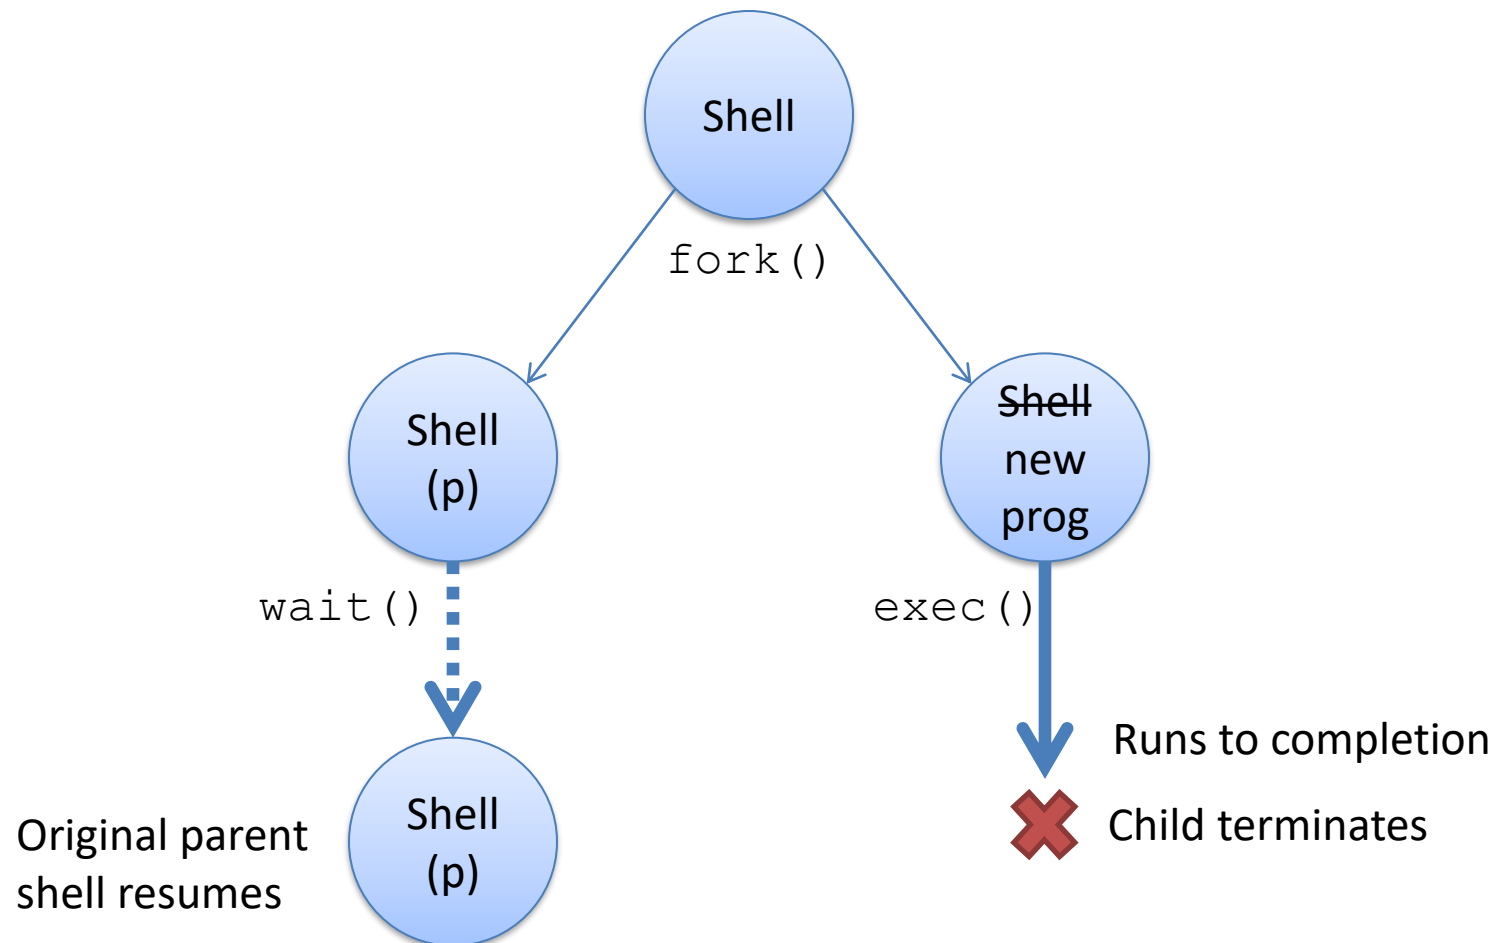 Shell
fork()
Shell
(p)
Shell
new
prog
wait()
exec()
Runs to completion
Child terminates
Original parent
shell resumes
Shell
(p)